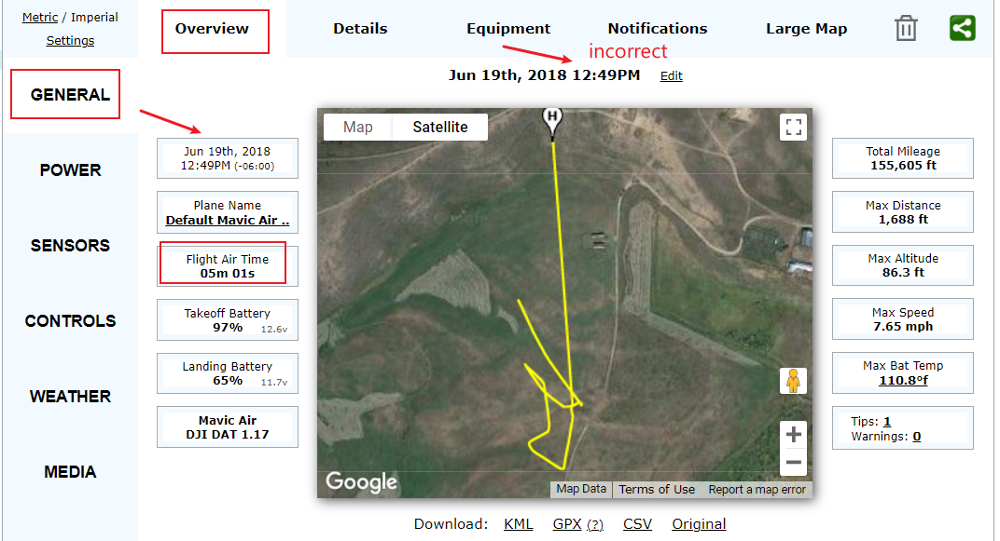 Metric / Imperial
Settings
Overview
Details
Equipment
Notifications
Large Map
incorrect
Jun 19th, 2018 12:49PM Edit
GENERAL
POWER
SENSORS
CONTROLS
WEATHER
MEDIA
Jun 19th, 2018
12:49PM (-06:00)
Plane Name
Default Mavic Air ..
Flight Air Time
05m 01s
Takeoff Battery
97% 12.6v
Landing Battery
65% 11.7v
Mavic Air
DJI DAT 1.17
Map Satellite
H
Google
Map Data Terms of Use Report a map error
Total Mileage
155,605 ft
Max Distance
1,688 ft
Max Altitude
86.3 ft
Max Speed
7.65 mph
Max Bat Temp
110.8°f
Tips: 1
Warnings: 0
Download: KML GPX (?) CSV Original